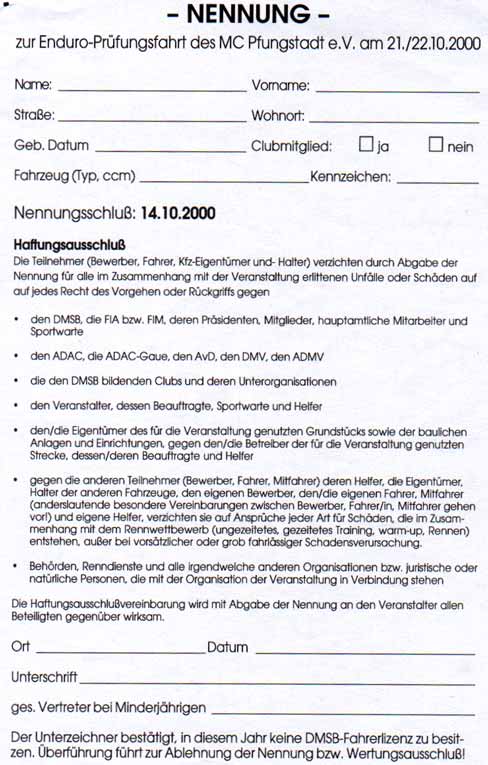 – NENNUNG –
zur Enduro-Prüfungsfahrt des MC Pfungstadt e.V. am 21./22.10.2000
Name: Vorname:
Straße: Wohnort:
Geb. Datum Clubmitglied: ja nein
Fahrzeug (Typ, ccm) Kennzeichen:
Nennungsschluß: 14.10.2000
Haftungsausschluß
Die Teilnehmer (Bewerber, Fahrer, Kfz-Eigentümer und- Halter) verzichten durch Abgabe der
Nennung für alle im Zusammenhang mit der Veranstaltung erlittenen Unfälle oder Schäden auf
auf jedes Recht des Vorgehen oder Rückgriffs gegen
• den DMSB, die FIA bzw. FIM, deren Präsidenten, Mitglieder, hauptamtliche Mitarbeiter und
Sportwarte
• den ADAC, die ADAC-Gaue, den AvD, den DMV, den ADMV
• die den DMSB bildenden Clubs und deren Unterorganisationen
• den Veranstalter, dessen Beauftragte, Sportwarte und Helfer
• den/die Eigentümer des für die Veranstaltung genutzten Grundstücks sowie der baulichen
Anlagen und Einrichtungen, gegen den/die Betreiber der für die Veranstaltung genutzten
Strecke, dessen/deren Beauftragte und Helfer
• gegen die anderen Teilnehmer (Bewerber, Fahrer, Mitfahrer) deren Helfer, die Eigentümer,
Halter der anderen Fahrzeuge, den eigenen Bewerber, den/die eigenen Fahrer, Mitfahrer
(anderslautende besondere Vereinbarungen zwischen Bewerber, Fahrer/in, Mitfahrer gehen
vor!) und eigene Helfer, verzichten sie auf Ansprüche jeder Art für Schäden, die im Zusam-
menhang mit dem Rennwettbewerb (ungezeitetes, gezeitetes Training, warm-up, Rennen)
entstehen, außer bei vorsätzlicher oder grob fahrlässiger Schadensverursachung.
• Behörden, Renndienste und alle irgendweiche anderen Organisationen bzw. juristische oder
natürliche Personen, die mit der Organisation der Veranstaltung in Verbindung stehen
Die Haftungsausschlußvereinbarung wird mit Abgabe der Nennung an den Veranstalter allen
Beteiligten gegenüber wirksam.
Ort Datum
Unterschrift
ges. Vertreter bei Minderjährigen
Der Unterzeichner bestätigt, in diesem Jahr keine DMSB-Fahrerlizenz zu besit-
zen. Überführung führt zur Ablehnung der Nennung bzw. Wertungsausschluß!